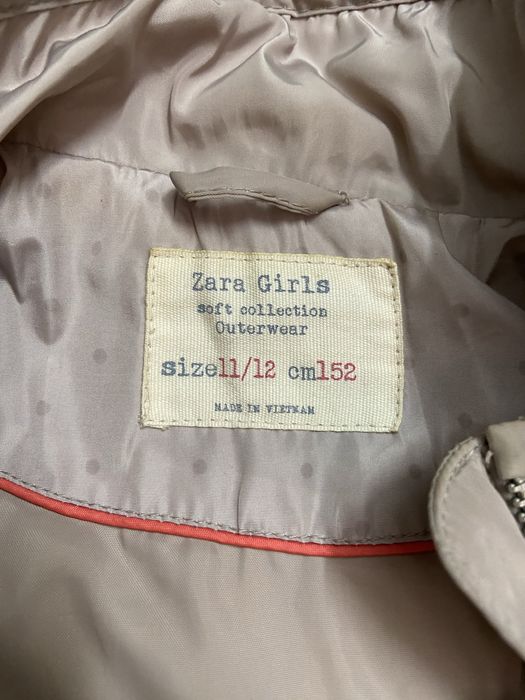 Zara Girls
soft collection
Outerwear
size11/12 cm152
MADE IN VIETNAM